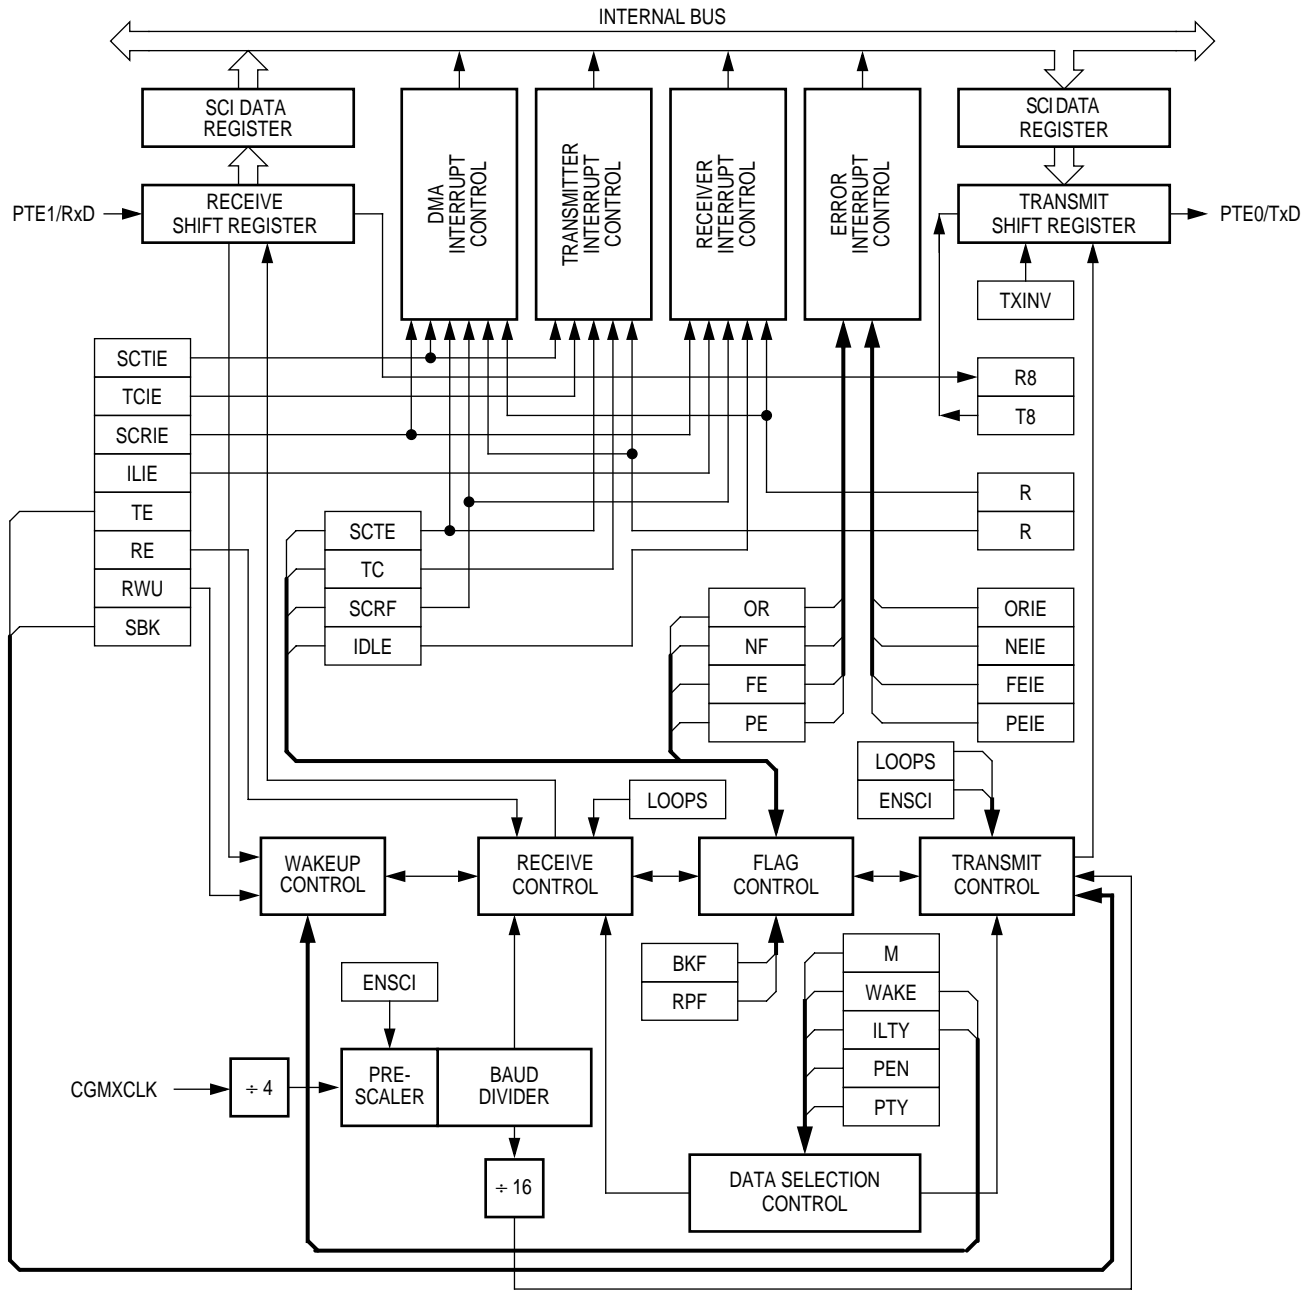 INTERNAL BUS
SCI DATA
REGISTER
DMA
INTERRUPT
CONTROL
TRANSMITTER
INTERRUPT
CONTROL
RECEIVER
INTERRUPT
CONTROL
ERROR
INTERRUPT
CONTROL
SCI DATA
REGISTER
PTE1/RxD
RECEIVE
SHIFT REGISTER
TRANSMIT
SHIFT REGISTER
PTE0/TxD
TXINV
SCTIE
TCIE
SCRIE
ILIE
TE
RE
RWU
SBK
R8
T8
R
R
SCTE
TC
SCRF
IDLE
OR
NF
FE
PE
ORIE
NEIE
FEIE
PEIE
LOOPS
ENSCI
LOOPS
WAKEUP
CONTROL
RECEIVE
CONTROL
FLAG
CONTROL
TRANSMIT
CONTROL
BKF
RPF
M
WAKE
ILTY
PEN
PTY
ENSCI
CGMXCLK
÷ 4
PRE-
SCALER
BAUD
DIVIDER
÷ 16
DATA SELECTION
CONTROL